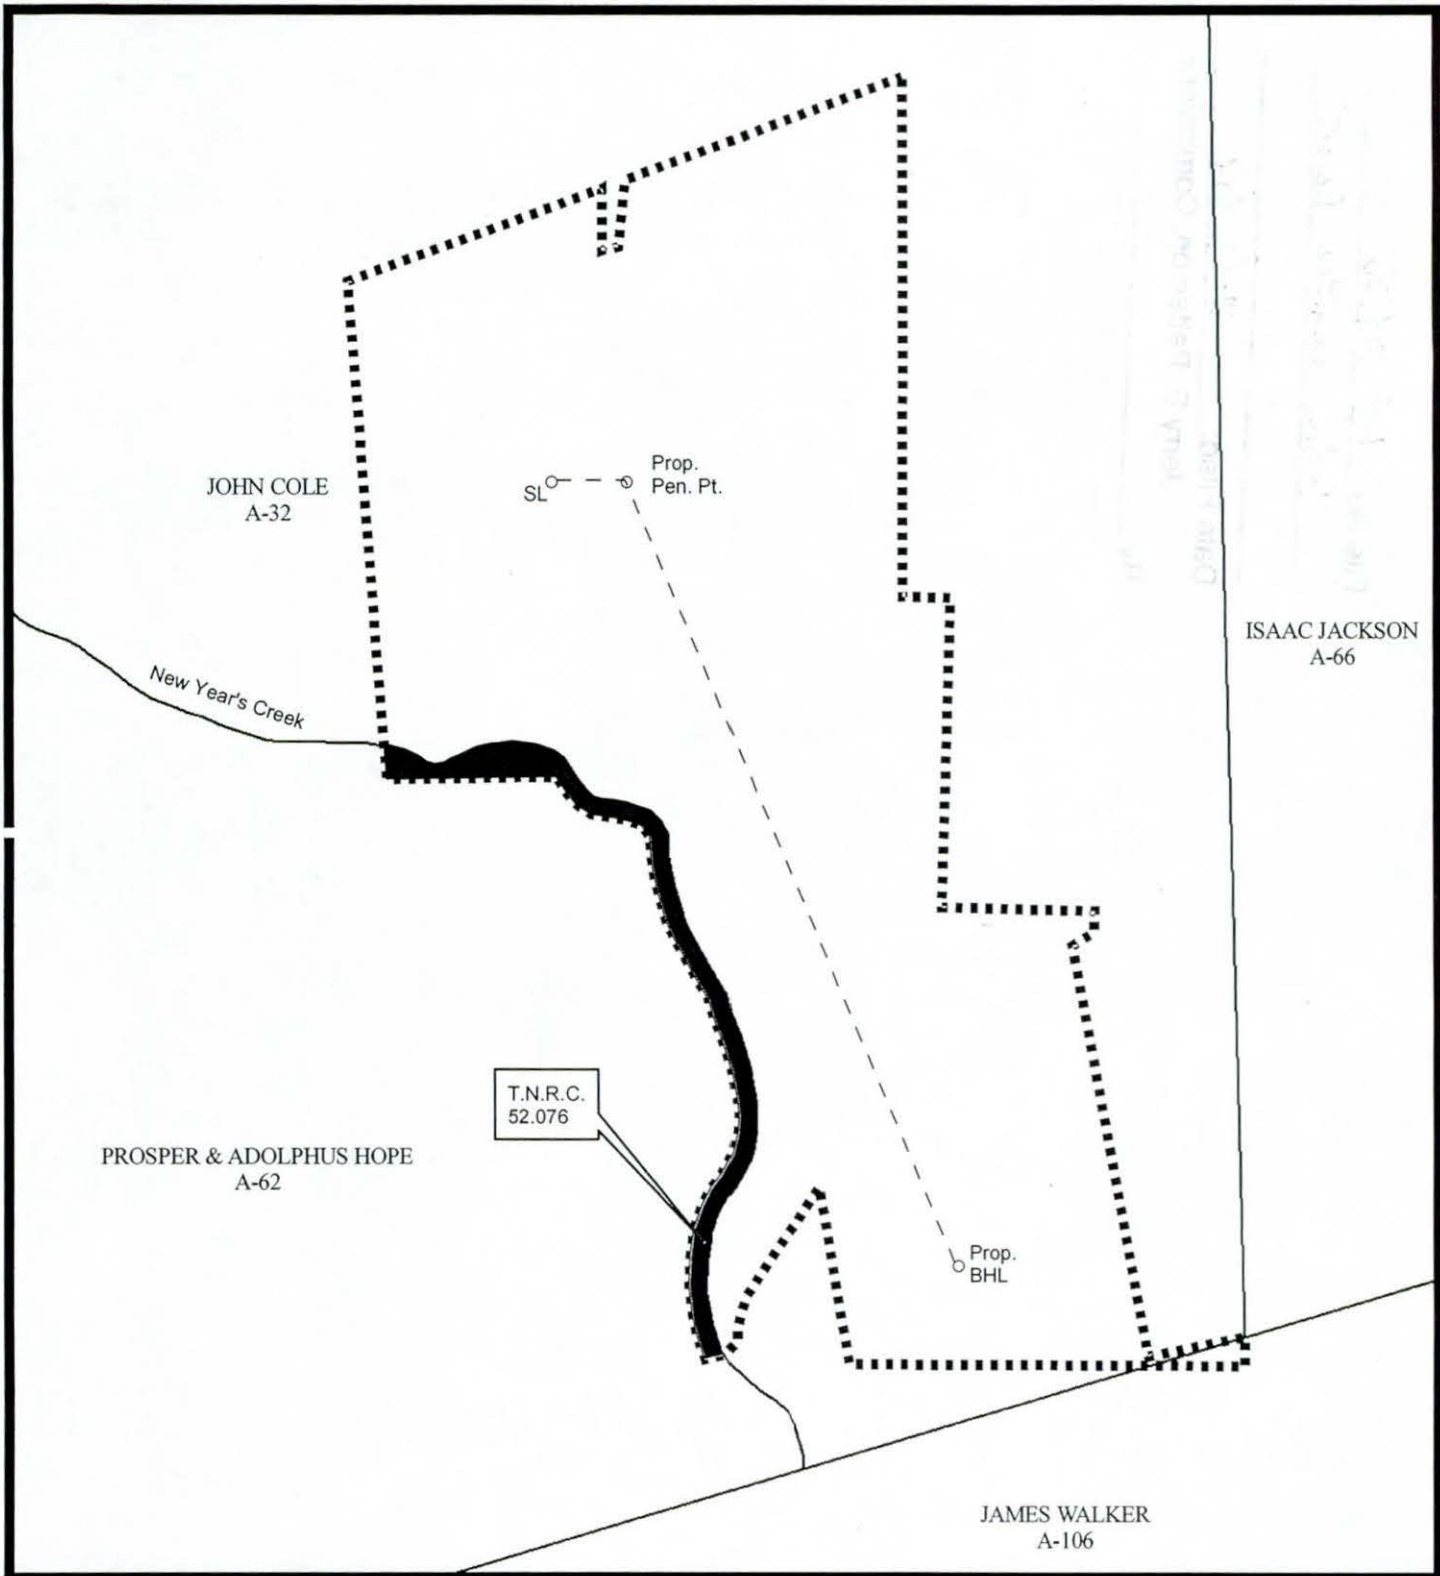 Prop.
Pen. Pt.
SL
JOHN COLE
A-32
ISAAC JACKSON
A-66
New Year's Creek
T.N.R.C.
52.076
PROSPER & ADOLPHUS HOPE
A-62
Prop.
BHL
JAMES WALKER
A-106